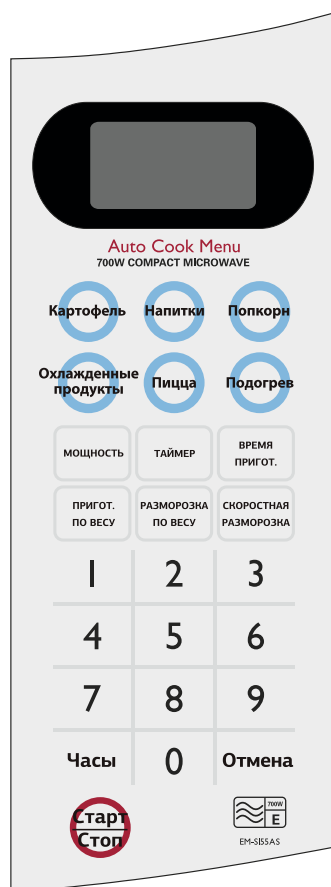 Auto Cook Menu
700W COMPACT MICROWAVE
Картофель Напитки Попкорн
Охлажденные
продукты Пицца Подогрев
МОЩНОСТЬ ТАЙМЕР ВРЕМЯ
ПРИГОТ.
ПРИГОТ.
ПО ВЕСУ
РАЗМОРОЗКА
ПО ВЕСУ
СКОРОСТНАЯ
РАЗМОРОЗКА
1 2 3
4 5 6
7 8 9
Часы 0 Отмена
Старт
Стоп
700W
E
EM-S155AS